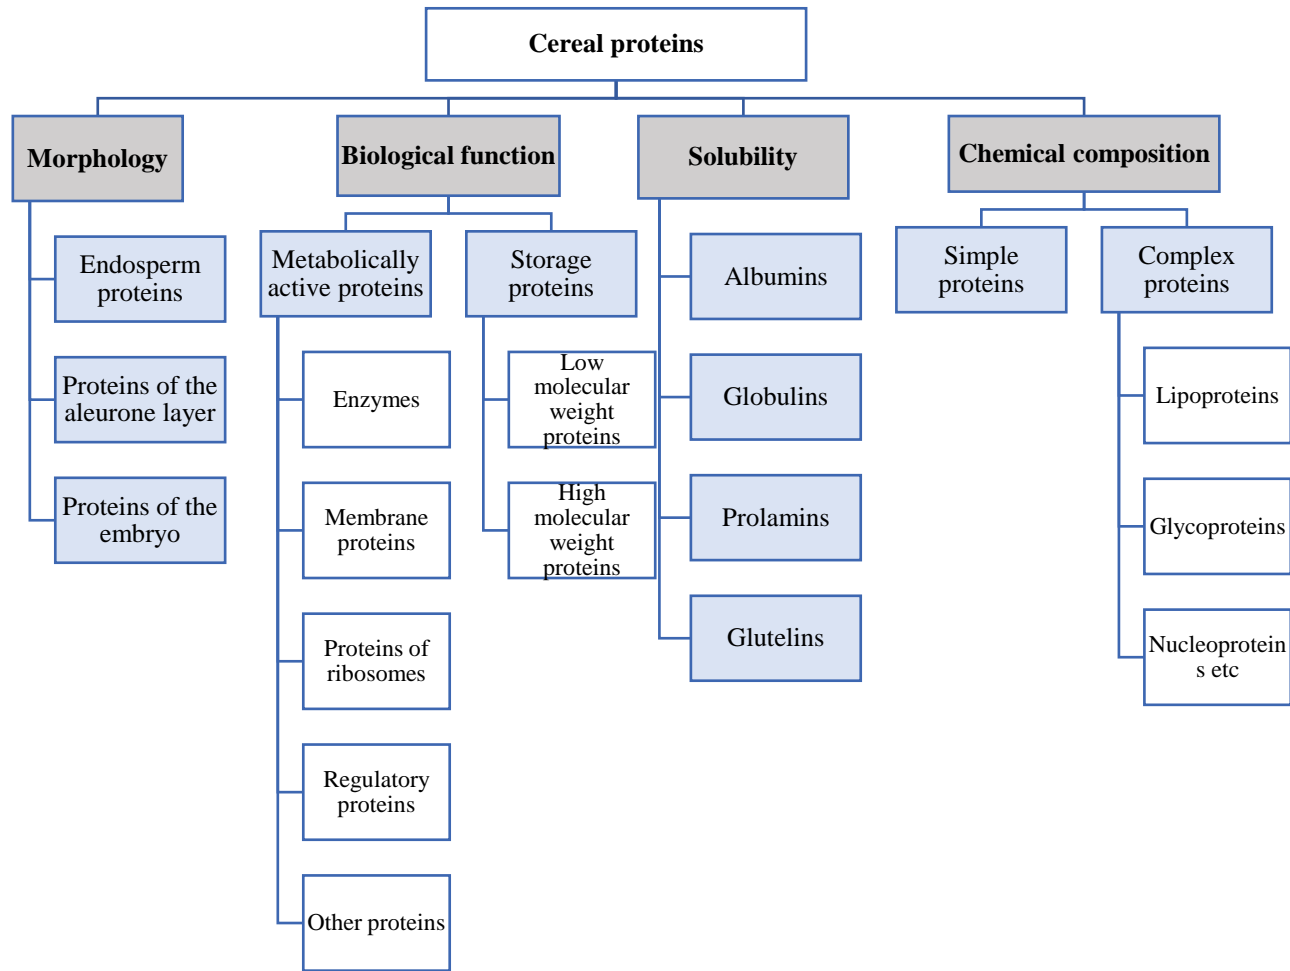 Cereal proteins
Morphology
Biological function
Solubility
Chemical composition
Endosperm
proteins
Proteins of the
aleurone layer
Proteins of the
embryo
Metabolically
active proteins
Enzymes
Membrane
proteins
Proteins of
ribosomes
Regulatory
proteins
Other proteins
Storage
proteins
Low
molecular
weight
proteins
High
molecular
weight
proteins
Albumins
Globulins
Prolamins
Glutelins
Simple
proteins
Complex
proteins
Lipoproteins
Glycoproteins
Nucleoprotein
s etc